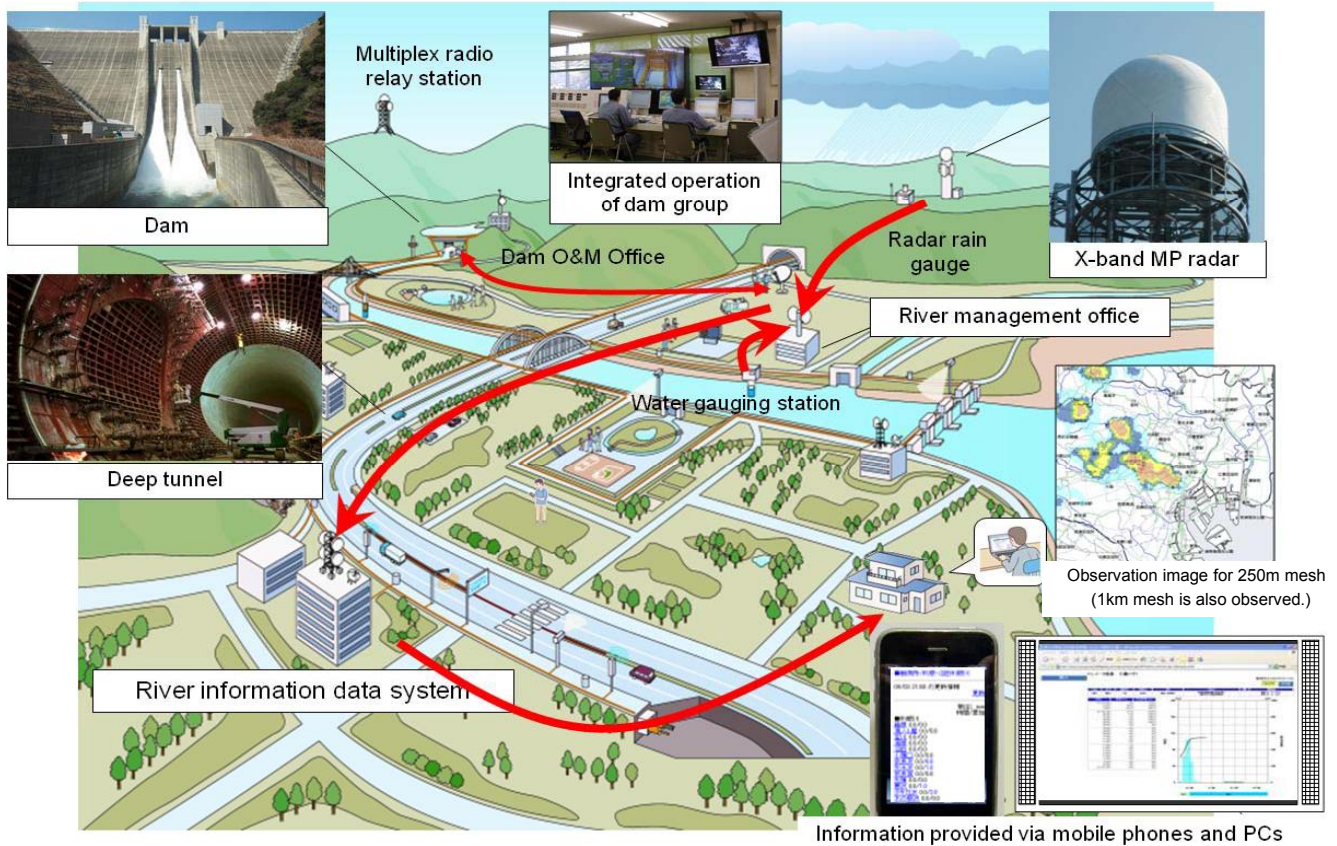 Multiplex radio
relay station
Dam
Integrated operation
of dam group
Radar rain
gauge
X-band MP radar
Dam O&M Office
River management office
Water gauging station
Deep tunnel
Observation image for 250m mesh
(1km mesh is also observed.)
River information data system
Information provided via mobile phones and PCs